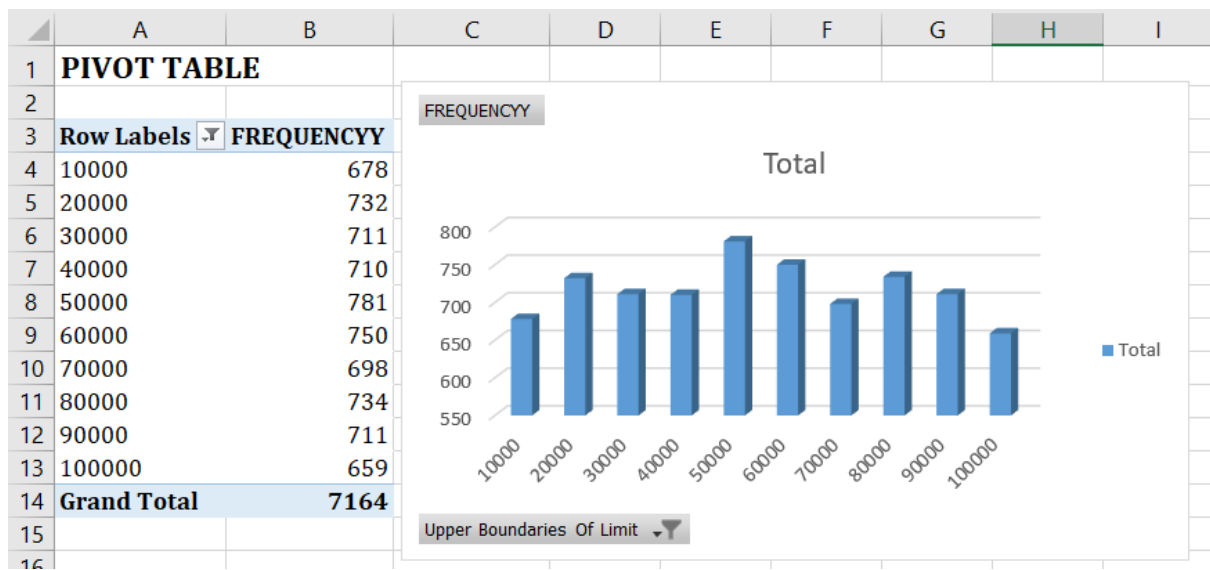 A B C D E F G H I
1 PIVOT TABLE
2
3 Row Labels FREQUENCYY
4 10000 678
5 20000 732
6 30000 711
7 40000 710
8 50000 781
9 60000 750
10 70000 698
11 80000 734
12 90000 711
13 100000 659
14 Grand Total 7164
15
16
FREQUENCYY
Total
800
750
700
650
600
550
10000 20000 30000 40000 50000 60000 70000 80000 90000 100000
Total
Upper Boundaries Of Limit